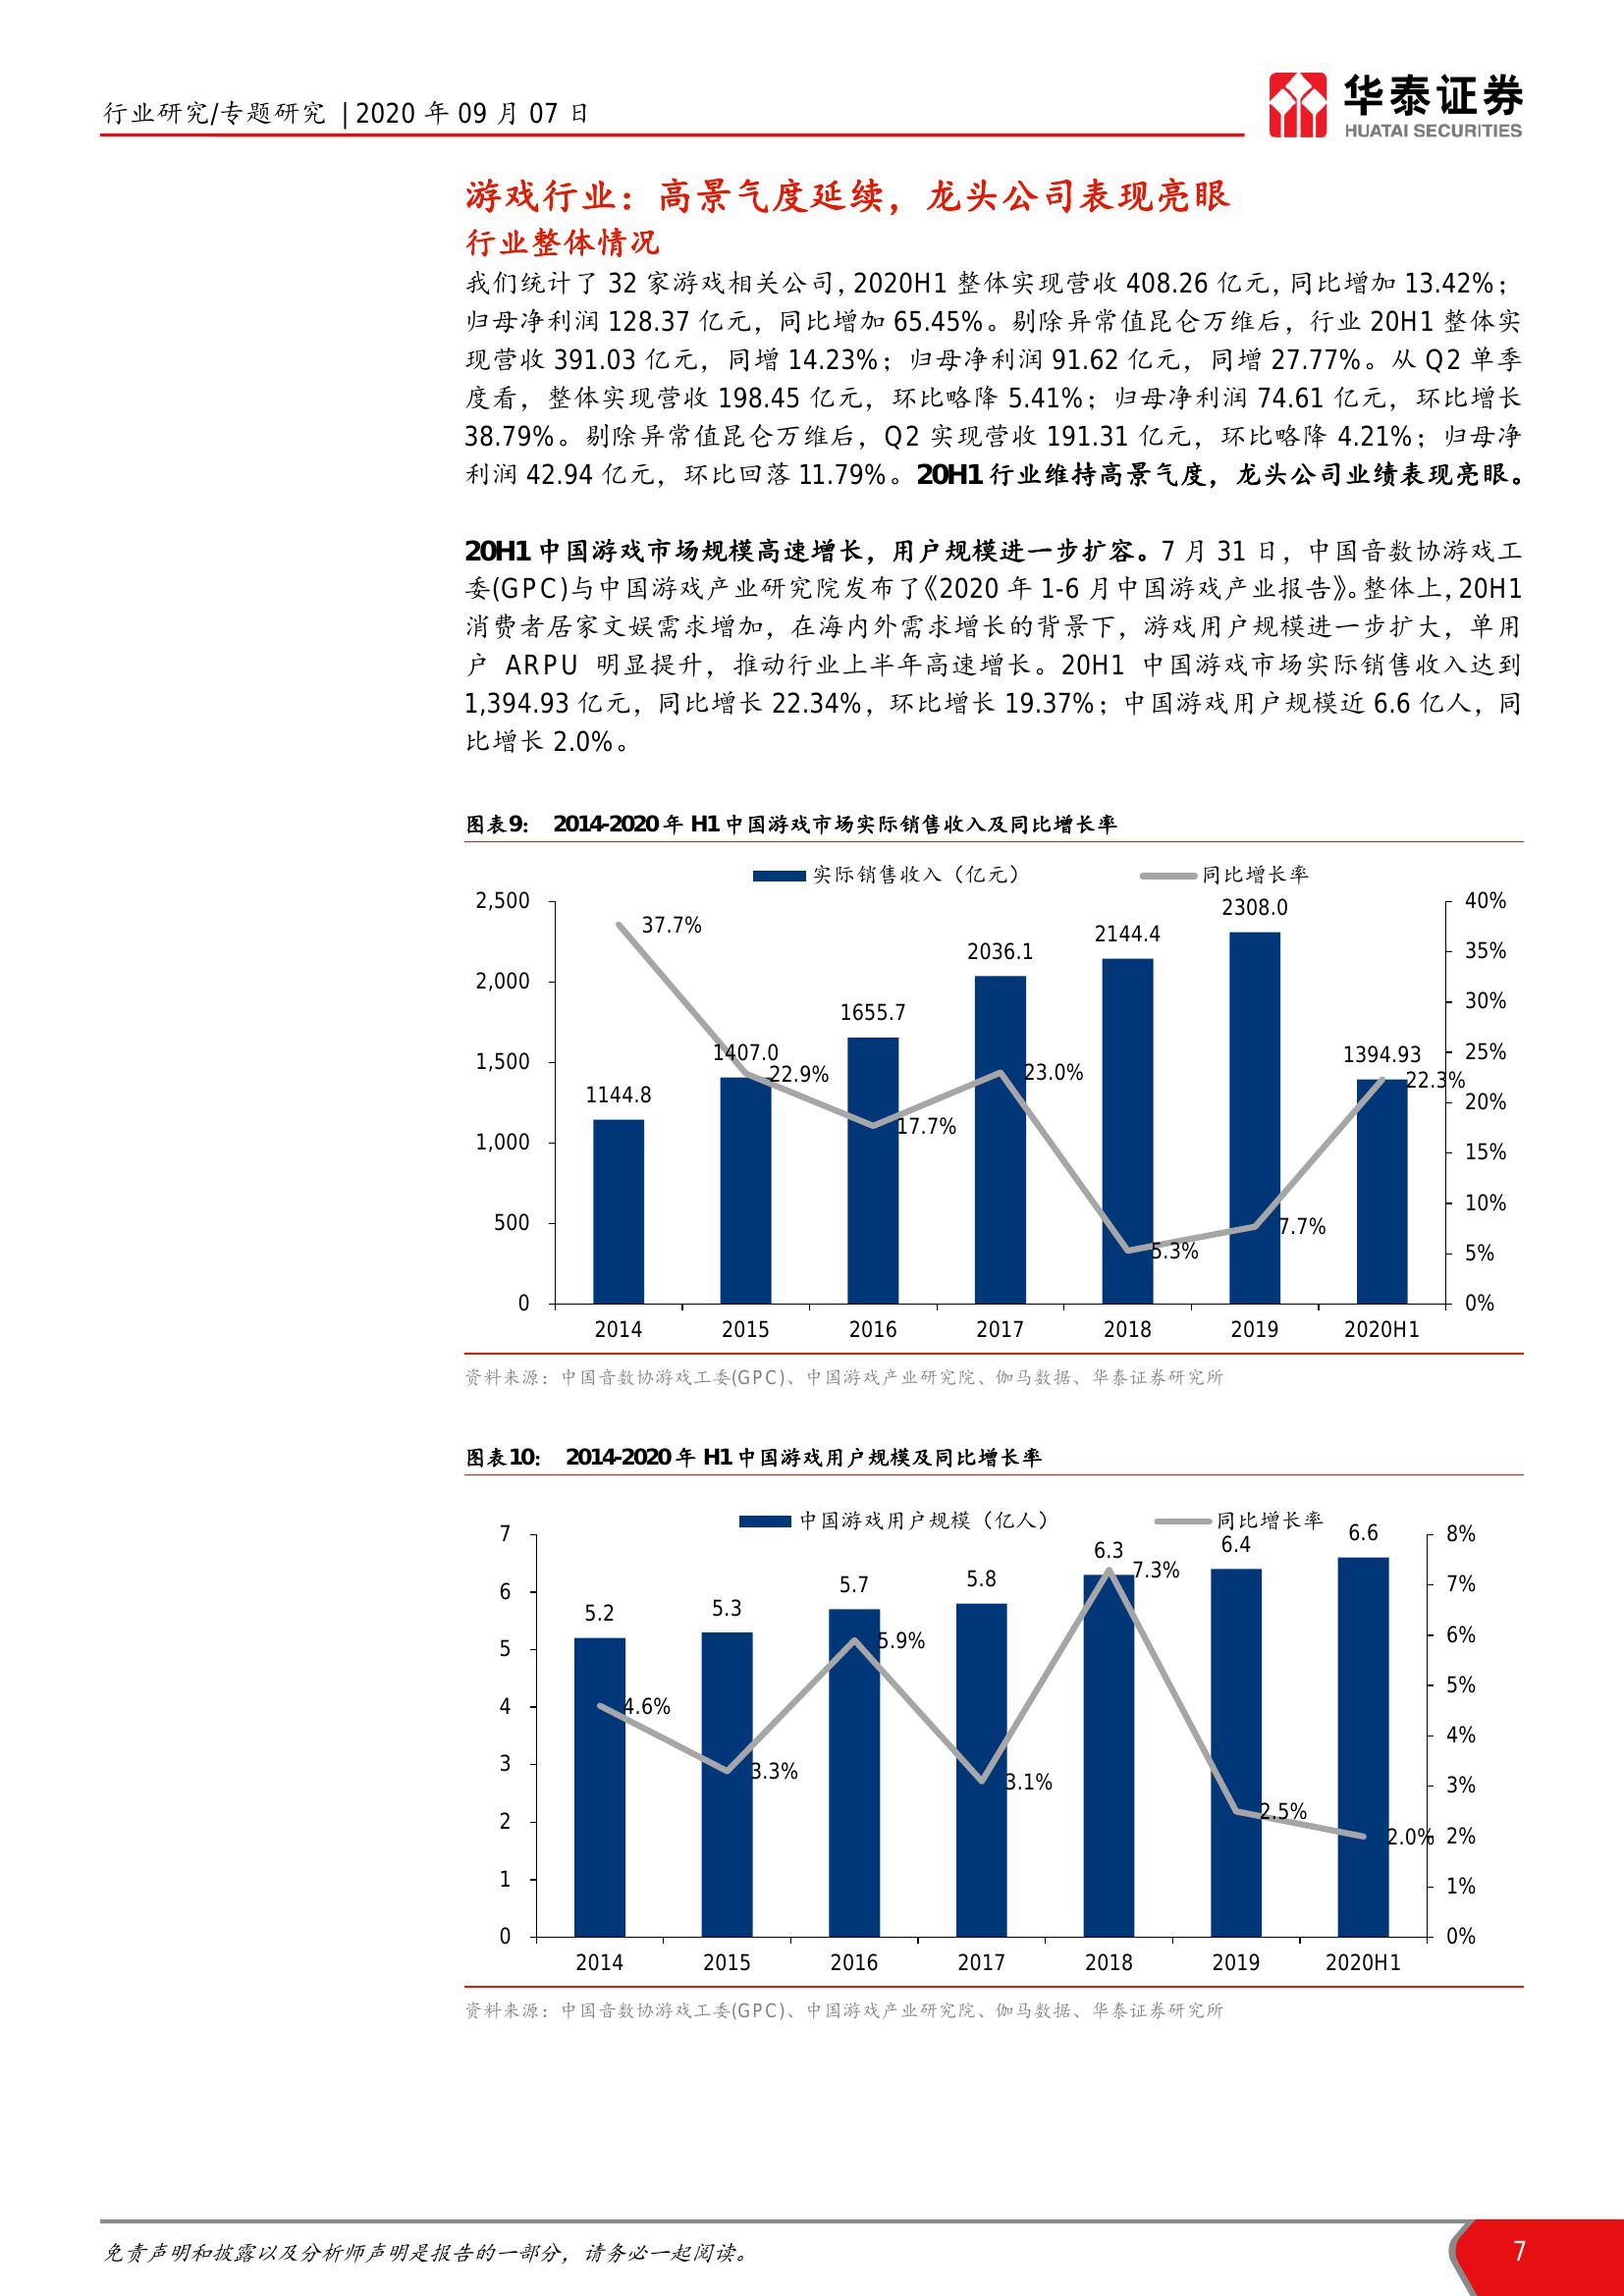 行业研究/专题研究 | 2020 年 09 月 07 日
华泰证券
HUATAI SECURITIES
游戏行业：高景气度延续，龙头公司表现亮眼
行业整体情况
我们统计了 32 家游戏相关公司，2020H1 整体实现营收 408.26 亿元，同比增加 13.42%；
归母净利润 128.37 亿元，同比增加 65.45%。剔除异常值昆仑万维后，行业 20H1 整体实
现营收 391.03 亿元，同增 14.23%；归母净利润 91.62 亿元，同增 27.77%。从 Q2 单季
度看，整体实现营收 198.45 亿元，环比略降 5.41%；归母净利润 74.61 亿元，环比增长
38.79%。剔除异常值昆仑万维后，Q2 实现营收 191.31 亿元，环比略降 4.21%；归母净
利润 42.94 亿元，环比回落 11.79%。20H1 行业维持高景气度，龙头公司业绩表现亮眼。
20H1 中国游戏市场规模高速增长，用户规模进一步扩容。7 月 31 日，中国音数协游戏工
委(GPC)与中国游戏产业研究院发布了《2020 年 1-6 月中国游戏产业报告》。整体上，20H1
消费者居家文娱需求增加，在海内外需求增长的背景下，游戏用户规模进一步扩大，单用
户 ARPU 明显提升，推动行业上半年高速增长。20H1 中国游戏市场实际销售收入达到
1,394.93 亿元，同比增长 22.34%，环比增长 19.37%；中国游戏用户规模近 6.6 亿人，同
比增长 2.0%。
图表9： 2014-2020 年 H1 中国游戏市场实际销售收入及同比增长率
实际销售收入（亿元） 同比增长率
2,500
2,000
1,500
1,000
500
0
40%
35%
30%
25%
20%
15%
10%
5%
0%
1144.8
1407.0
1655.7
2036.1
2144.4
2308.0
1394.93
37.7%
22.9%
17.7%
23.0%
5.3%
7.7%
22.3%
2014 2015 2016 2017 2018 2019 2020H1
资料来源：中国音数协游戏工委(GPC)、中国游戏产业研究院、伽马数据、华泰证券研究所
图表10： 2014-2020 年 H1 中国游戏用户规模及同比增长率
中国游戏用户规模（亿人） 同比增长率
7
6
5
4
3
2
1
0
8%
7%
6%
5%
4%
3%
2%
1%
0%
5.2
5.3
5.7
5.8
6.3
6.4
6.6
4.6%
3.3%
5.9%
3.1%
7.3%
2.5%
2.0%
2014 2015 2016 2017 2018 2019 2020H1
资料来源：中国音数协游戏工委(GPC)、中国游戏产业研究院、伽马数据、华泰证券研究所
免责声明和披露以及分析师声明是报告的一部分，请务必一起阅读。
7